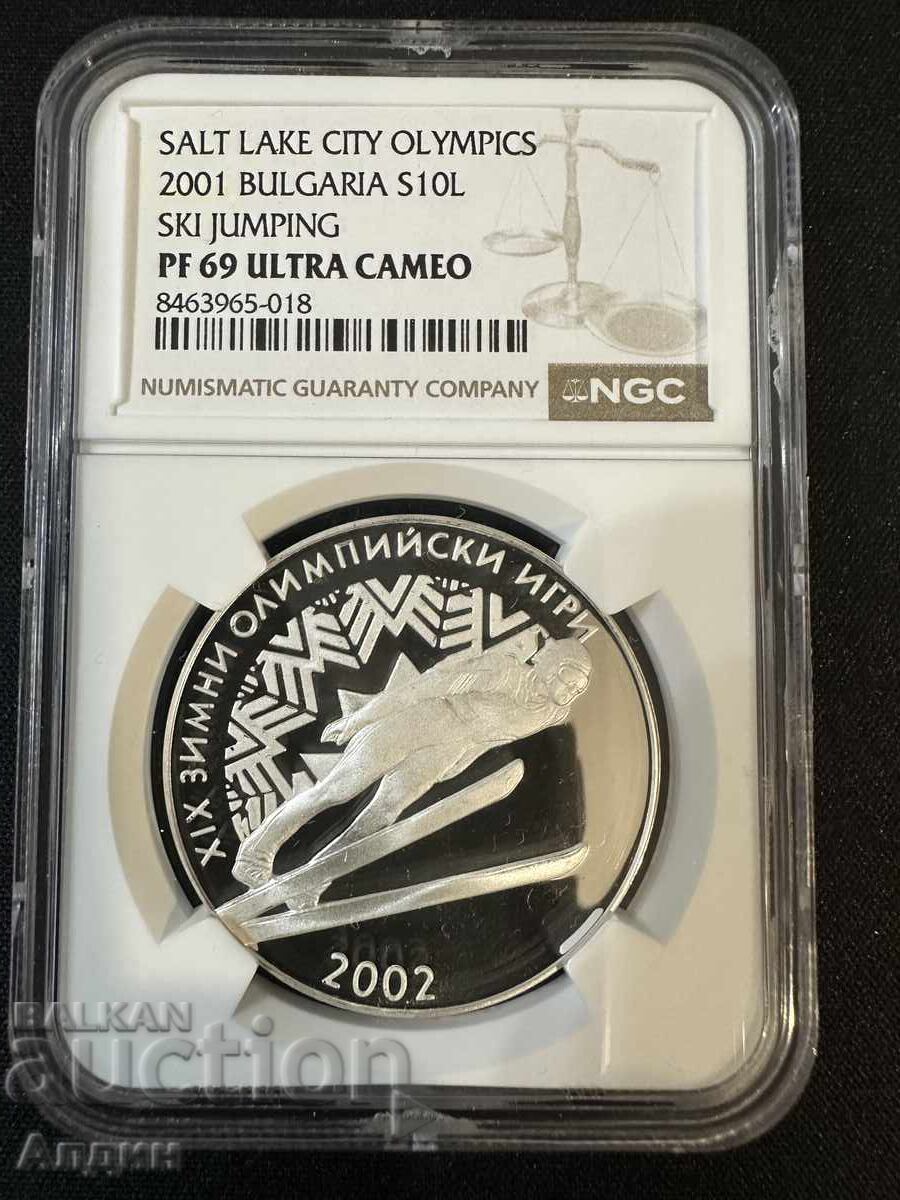 SALT LAKE CITY OLYMPICS
2001 BULGARIA S10L
SKI JUMPING
PF 69 ULTRA CAMEO
8463965-018
NUMISMATIC GUARANTY COMPANY
NGC
XIX ЗИМНИ ОЛИМПИЙСКИ ИГРИ
2002
BALKAN
auction
Алдин